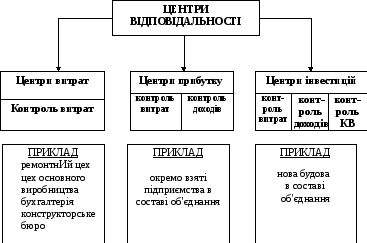 ЦЕНТРИ
ВІДПОВІДАЛЬНОСТІ
Центри витрат
Контроль витрат
Центри прибутку
контроль
витрат
контроль
доходів
Центри інвестицій
конт-
роль
витрат
конт-
роль
доходів
конт-
роль
КВ
ПРИКЛАД
ремонтнИй цех
цех основного
виробництва
бухгалтерія
конструкторське
бюро
ПРИКЛАД
окремо взяті
підприємства в
составі об'єднання
ПРИКЛАД
нова будова
в составі
об'єднання